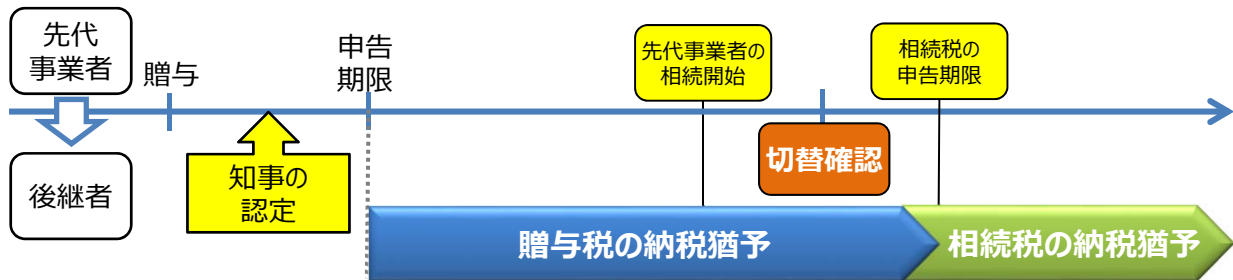 先代
事業者
贈与
申告
期限
先代事業者の
相続開始
相続税の
申告期限
後継者
知事の
認定
切替確認
贈与税の納税猶予
相続税の納税猶予